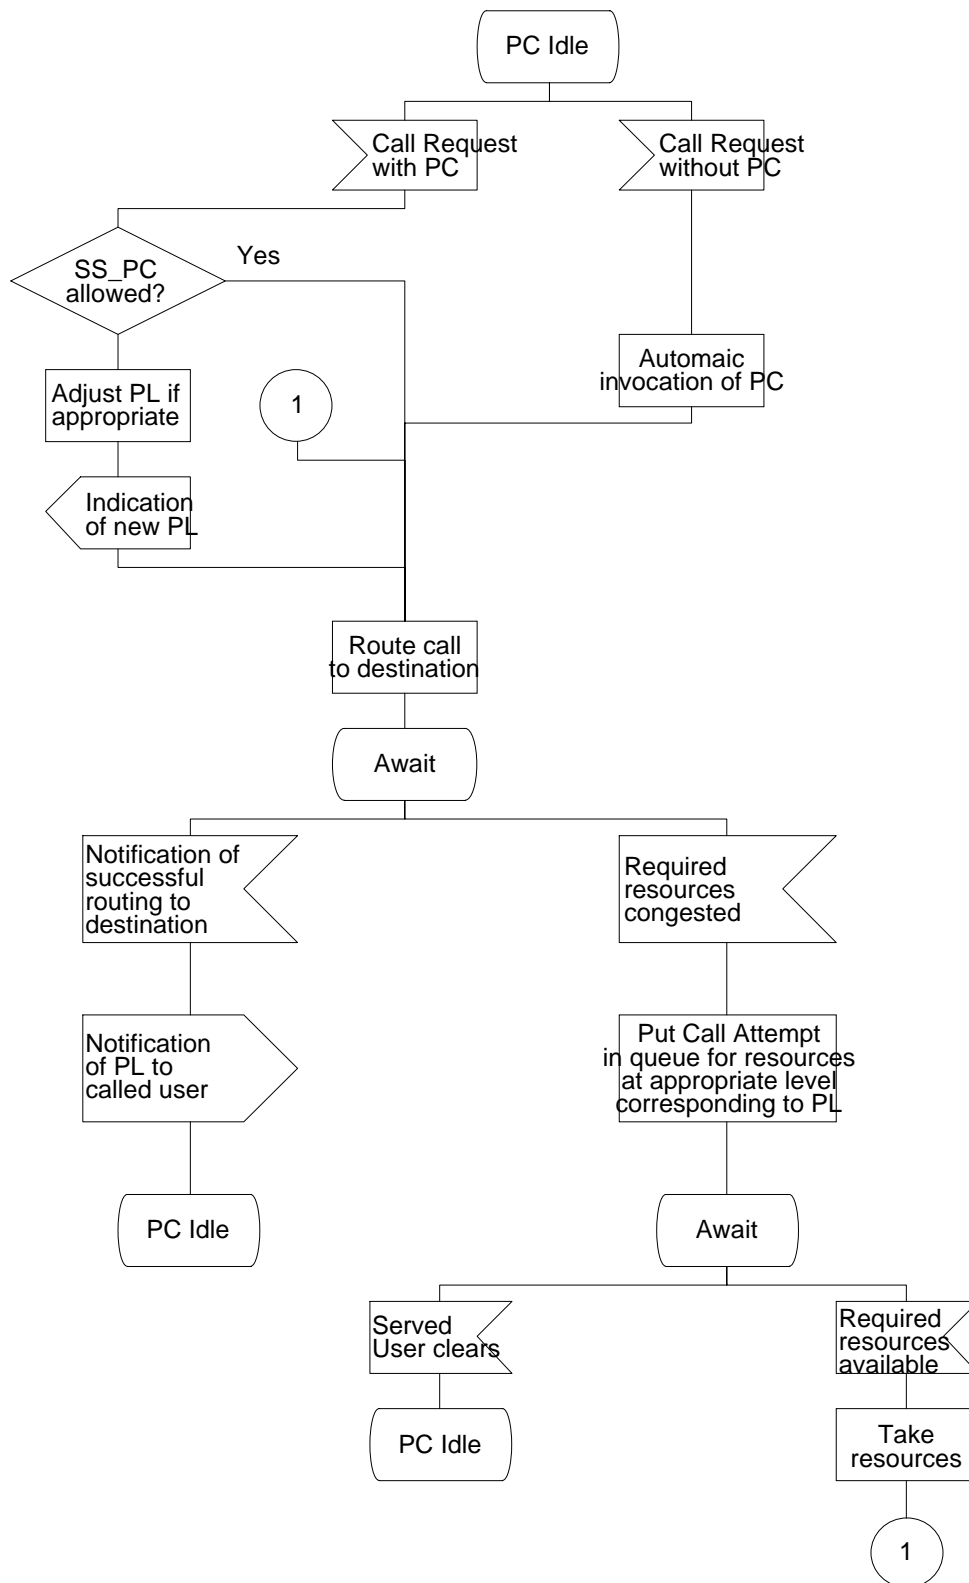 PC Idle
Call Request
with PC
Call Request
without PC
SS_PC
allowed?
Yes
Automaic
invocation of PC
Adjust PL if
appropriate
1
Indication
of new PL
Route call
to destination
Await
Notification of
successful
routing to
destination
Required
resources
congested
Notification
of PL to
called user
Put Call Attempt
in queue for resources
at appropriate level
corresponding to PL
PC Idle
Await
Served
User clears
Required
resources
available
PC Idle
Take
resources
1